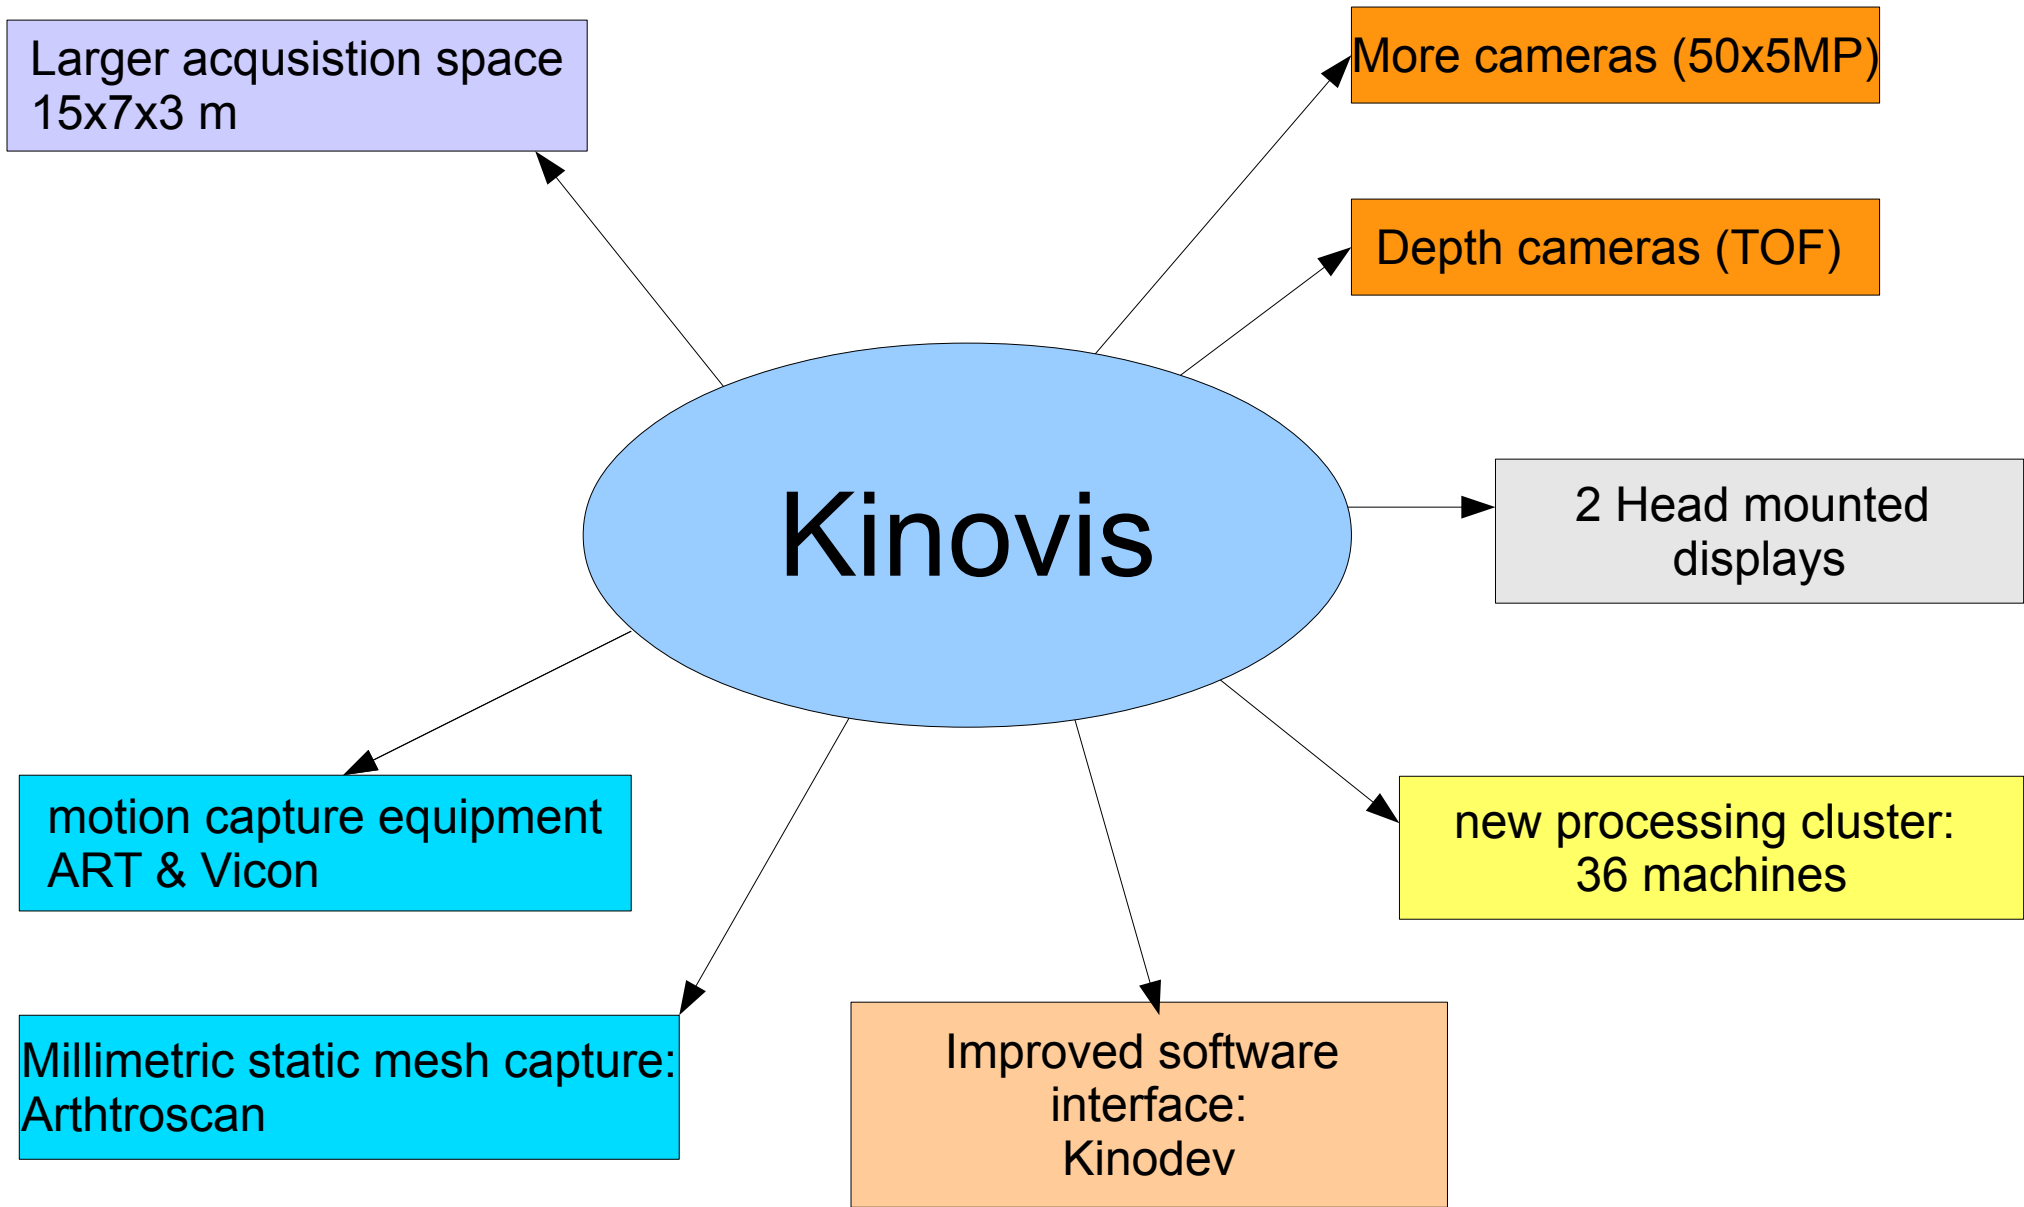 Larger acqusistion space
15x7x3 m
More cameras (50x5MP)
Depth cameras (TOF)
Kinovis
2 Head mounted
displays
motion capture equipment
ART & Vicon
new processing cluster:
36 machines
Millimetric static mesh capture:
Arthtroscan
Improved software
interface:
Kinodev